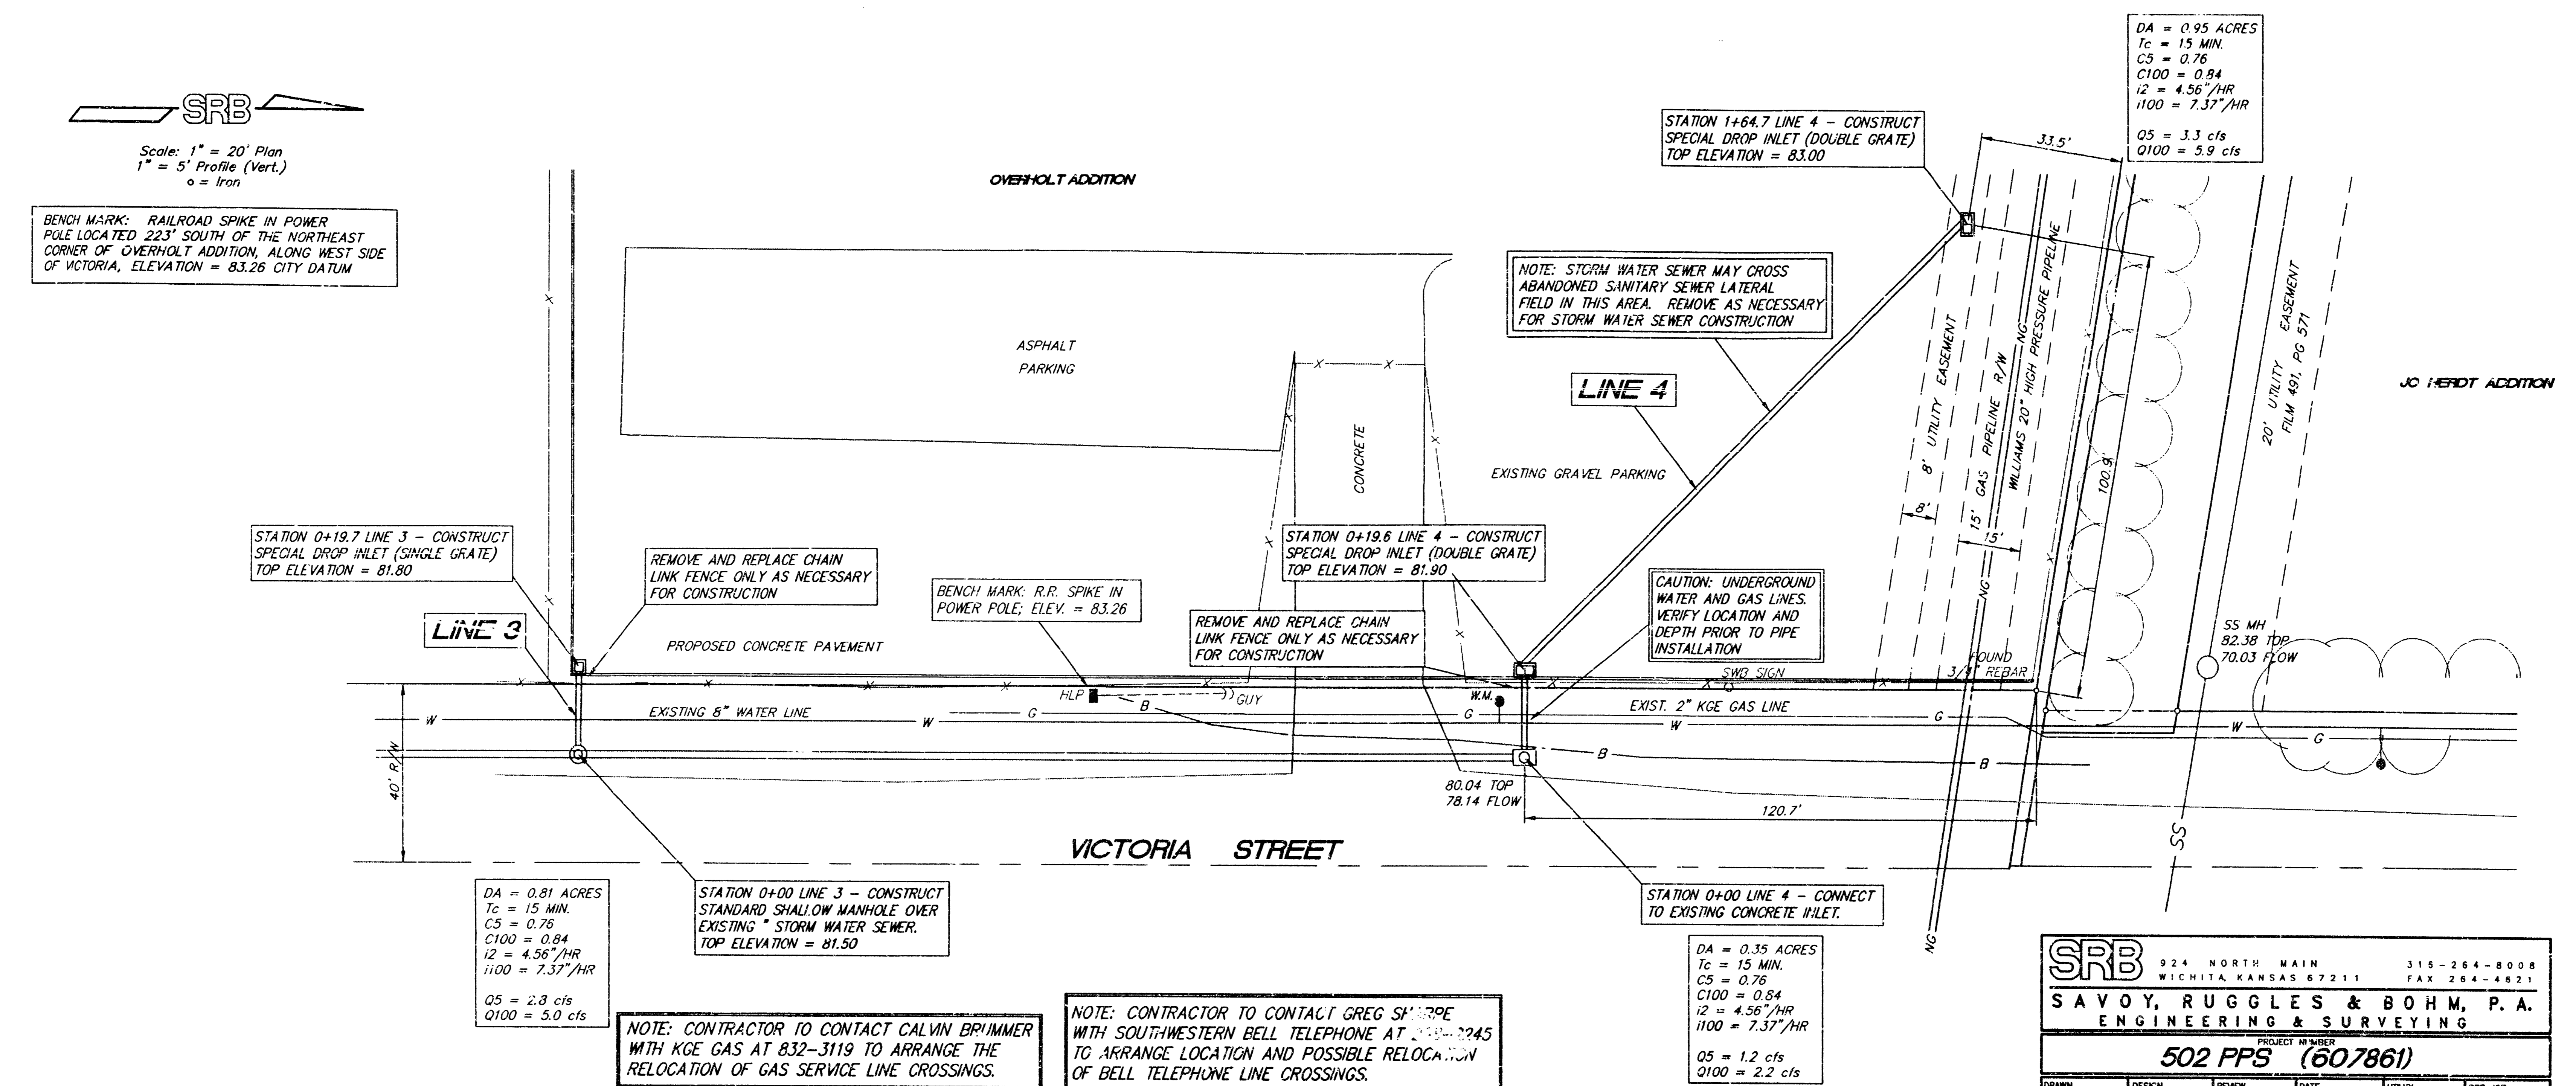 SRB
Scale: 1" = 20' Plan
1" = 5' Profile (Vert.)
o = Iron
BENCH MARK: RAILROAD SPIKE IN POWER
POLE LOCATED 223' SOUTH OF THE NORTHEAST
CORNER OF OVERHOLT ADDITION, ALONG WEST SIDE
OF VICTORIA, ELEVATION = 83.26 CITY DATUM
OVERHOLT ADDITION
DA = 0.95 ACRES
Tc = 15 MIN.
C5 = 0.76
C100 = 0.84
i2 = 4.56"/HR
i100 = 7.37"/HR
Q5 = 3.3 cfs
Q100 = 5.9 cfs
STATION 1+64.7 LINE 4 - CONSTRUCT
SPECIAL DROP INLET (DOUBLE GRATE)
TOP ELEVATION = 83.00
33.5'
NOTE: STORM WATER SEWER MAY CROSS
ABANDONED SANITARY SEWER LATERAL
FIELD IN THIS AREA. REMOVE AS NECESSARY
FOR STORM WATER SEWER CONSTRUCTION
ASPHALT
PARKING
CONCRETE
LINE 4
EXISTING GRAVEL PARKING
8' UTILITY EASEMENT
8'
15' GAS PIPELINE R/W
15'
WILLIAMS 20" HIGH PRESSURE PIPELINE
NG
NG
NG
100.9'
20' UTILITY EASEMENT
FILM 491, PG 571
JO HERDT ADDITION
STATION 0+19.7 LINE 3 - CONSTRUCT
SPECIAL DROP INLET (SINGLE GRATE)
TOP ELEVATION = 81.80
REMOVE AND REPLACE CHAIN
LINK FENCE ONLY AS NECESSARY
FOR CONSTRUCTION
BENCH MARK: R.R. SPIKE IN
POWER POLE; ELEV. = 83.26
STATION 0+19.6 LINE 4 - CONSTRUCT
SPECIAL DROP INLET (DOUBLE GRATE)
TOP ELEVATION = 81.90
REMOVE AND REPLACE CHAIN
LINK FENCE ONLY AS NECESSARY
FOR CONSTRUCTION
CAUTION: UNDERGROUND
WATER AND GAS LINES.
VERIFY LOCATION AND
DEPTH PRIOR TO PIPE
INSTALLATION
LINE 3
PROPOSED CONCRETE PAVEMENT
SS MH
82.38 TOP
70.03 FLOW
FOUND
3/4" REBAR
SWB SIGN
HLP
GUY
W.M.
EXISTING 8" WATER LINE
EXIST. 2" KGE GAS LINE
W W W W
G G G G
B B B
40' R/W
80.04 TOP
78.14 FLOW
120.7'
SS
VICTORIA STREET
DA = 0.81 ACRES
Tc = 15 MIN.
C5 = 0.76
C100 = 0.84
i2 = 4.56"/HR
i100 = 7.37"/HR
Q5 = 2.8 cfs
Q100 = 5.0 cfs
STATION 0+00 LINE 3 - CONSTRUCT
STANDARD SHALLOW MANHOLE OVER
EXISTING " STORM WATER SEWER.
TOP ELEVATION = 81.50
STATION 0+00 LINE 4 - CONNECT
TO EXISTING CONCRETE INLET.
DA = 0.35 ACRES
Tc = 15 MIN.
C5 = 0.76
C100 = 0.84
i2 = 4.56"/HR
i100 = 7.37"/HR
Q5 = 1.2 cfs
Q100 = 2.2 cfs
NOTE: CONTRACTOR TO CONTACT CALVIN BRUMMER
WITH KGE GAS AT 832-3119 TO ARRANGE THE
RELOCATION OF GAS SERVICE LINE CROSSINGS.
NOTE: CONTRACTOR TO CONTACT GREG
WITH SOUTHWESTERN BELL TELEPHONE AT
TO ARRANGE LOCATION AND POSSIBLE RELOCATION
OF BELL TELEPHONE LINE CROSSINGS.
SRB
924 NORTH MAIN 316-264-8008
WICHITA, KANSAS 67211 FAX 264-4621
SAVOY, RUGGLES & BOHM, P.A.
ENGINEERING & SURVEYING
PROJECT NUMBER
502 PPS (607861)
DRAWN DESIGN REVIEW DATE